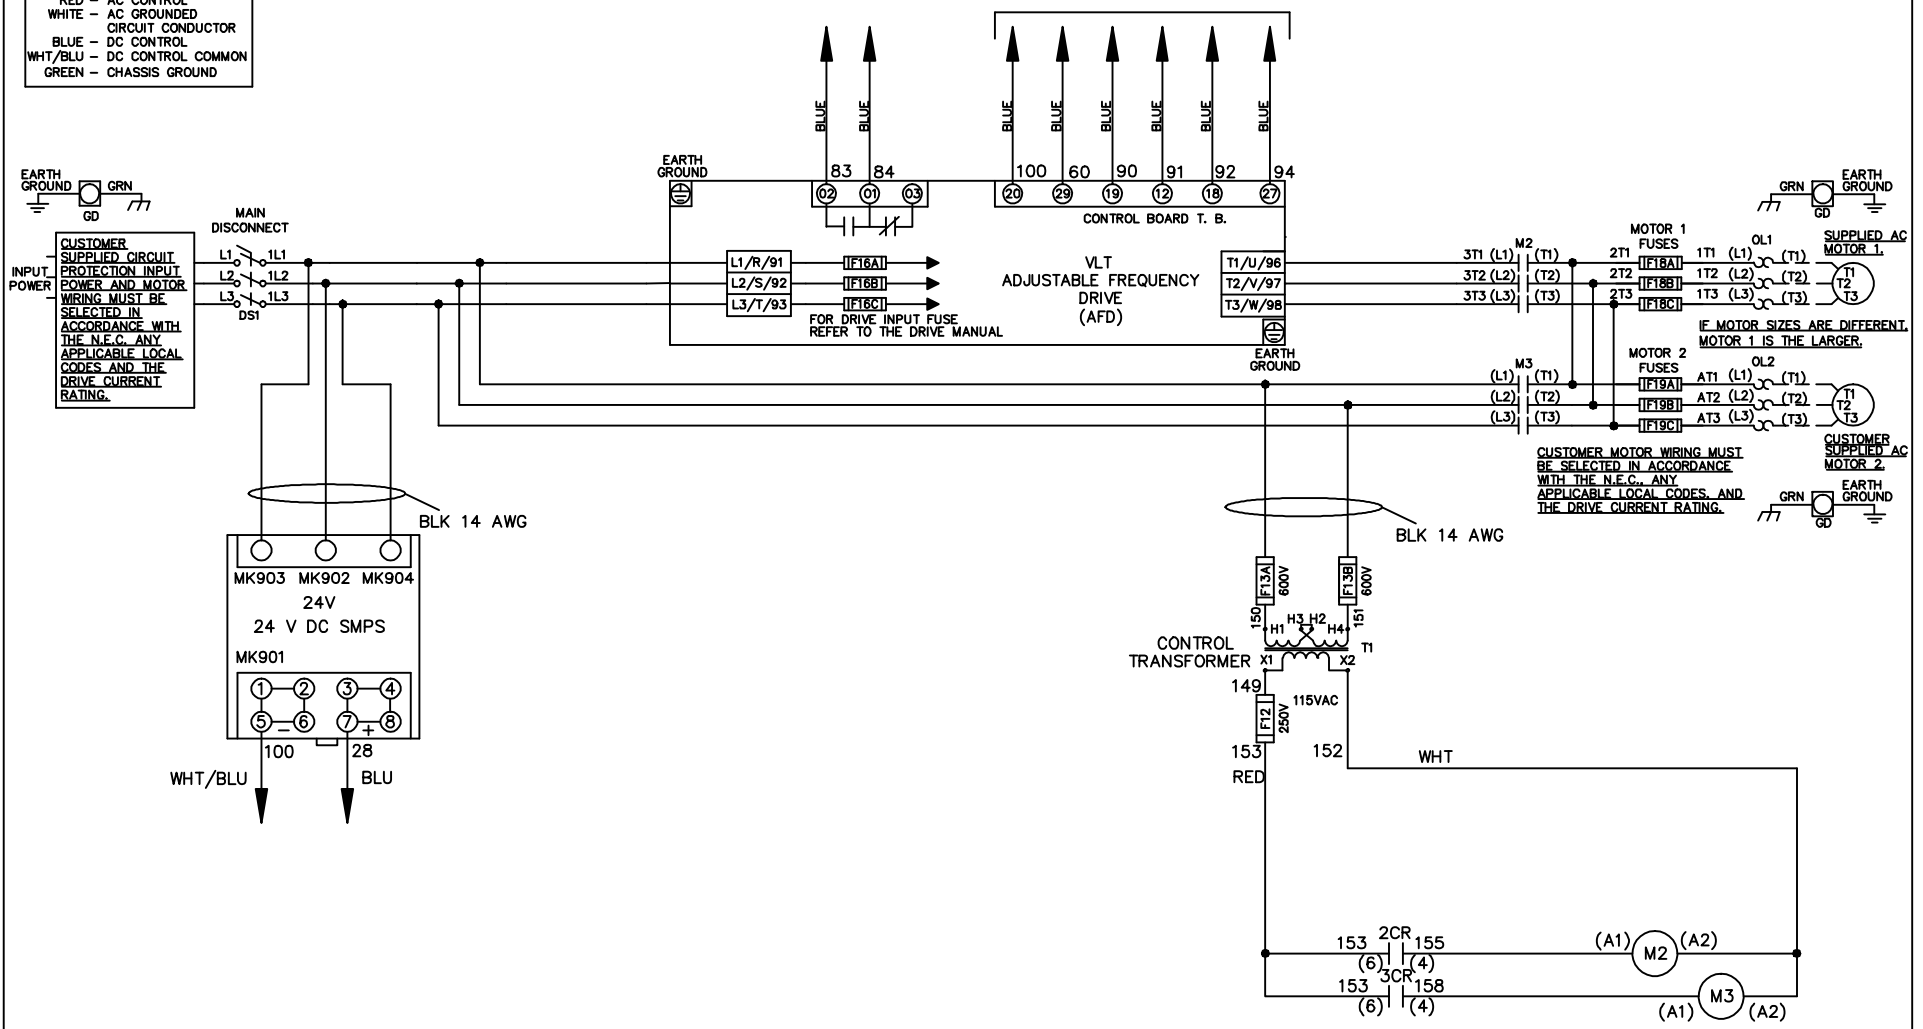 RED – AC CONTROL
WHITE – AC GROUNDED
CIRCUIT CONDUCTOR
BLUE – DC CONTROL
WHT/BLU – DC CONTROL COMMON
GREEN – CHASSIS GROUND
BLUE
BLUE
BLUE
BLUE
BLUE
BLUE
BLUE
BLUE
EARTH
GROUND
GRN
GD
MAIN
DISCONNECT
INPUT
POWER
CUSTOMER
SUPPLIED CIRCUIT
PROTECTION INPUT
POWER AND MOTOR
WIRING MUST BE
SELECTED IN
ACCORDANCE WITH
THE N.E.C. ANY
APPLICABLE LOCAL
CODES AND THE
DRIVE CURRENT
RATING.
L1 1L1
L2 1L2
L3 1L3
DS1
EARTH
GROUND
83 84
02 01 03
100 60 90 91 92 94
20 29 19 12 18 27
CONTROL BOARD T. B.
L1/R/91
L2/S/92
L3/T/93
F16A
F16B
F16C
FOR DRIVE INPUT FUSE
REFER TO THE DRIVE MANUAL
VLT
ADJUSTABLE FREQUENCY
DRIVE
(AFD)
T1/U/96
T2/V/97
T3/W/98
EARTH
GROUND
M2
3T1 (L1) (T1)
3T2 (L2) (T2)
3T3 (L3) (T3)
MOTOR 1
FUSES
2T1 F18A 1T1 (L1)
2T2 F18B 1T2 (L2)
2T3 F18C 1T3 (L3)
OL1
(T1)
(T2)
(T3)
GRN
EARTH
GROUND
GD
SUPPLIED AC
MOTOR 1.
T1
T2
T3
IF MOTOR SIZES ARE DIFFERENT,
MOTOR 1 IS THE LARGER.
M3
(L1) (T1)
(L2) (T2)
(L3) (T3)
MOTOR 2
FUSES
F19A AT1 (L1)
F19B AT2 (L2)
F19C AT3 (L3)
OL2
(T1)
(T2)
(T3)
T1
T2
T3
CUSTOMER
SUPPLIED AC
MOTOR 2.
CUSTOMER MOTOR WIRING MUST
BE SELECTED IN ACCORDANCE
WITH THE N.E.C., ANY
APPLICABLE LOCAL CODES, AND
THE DRIVE CURRENT RATING.
GRN
EARTH
GROUND
GD
BLK 14 AWG
MK903 MK902 MK904
24V
24 V DC SMPS
MK901
1 2 3 4
5 6 7 8
– +
100 28
WHT/BLU BLU
BLK 14 AWG
F13A
600V
F13B
600V
150
151
H1 H3 H2 H4
T1
CONTROL
TRANSFORMER
X1 X2
149
115VAC
F12
250V
153
RED
152
WHT
2CR
153 155
(6) (4)
(A1) M2 (A2)
3CR
153 158
(6) (4)
(A1) M3 (A2)